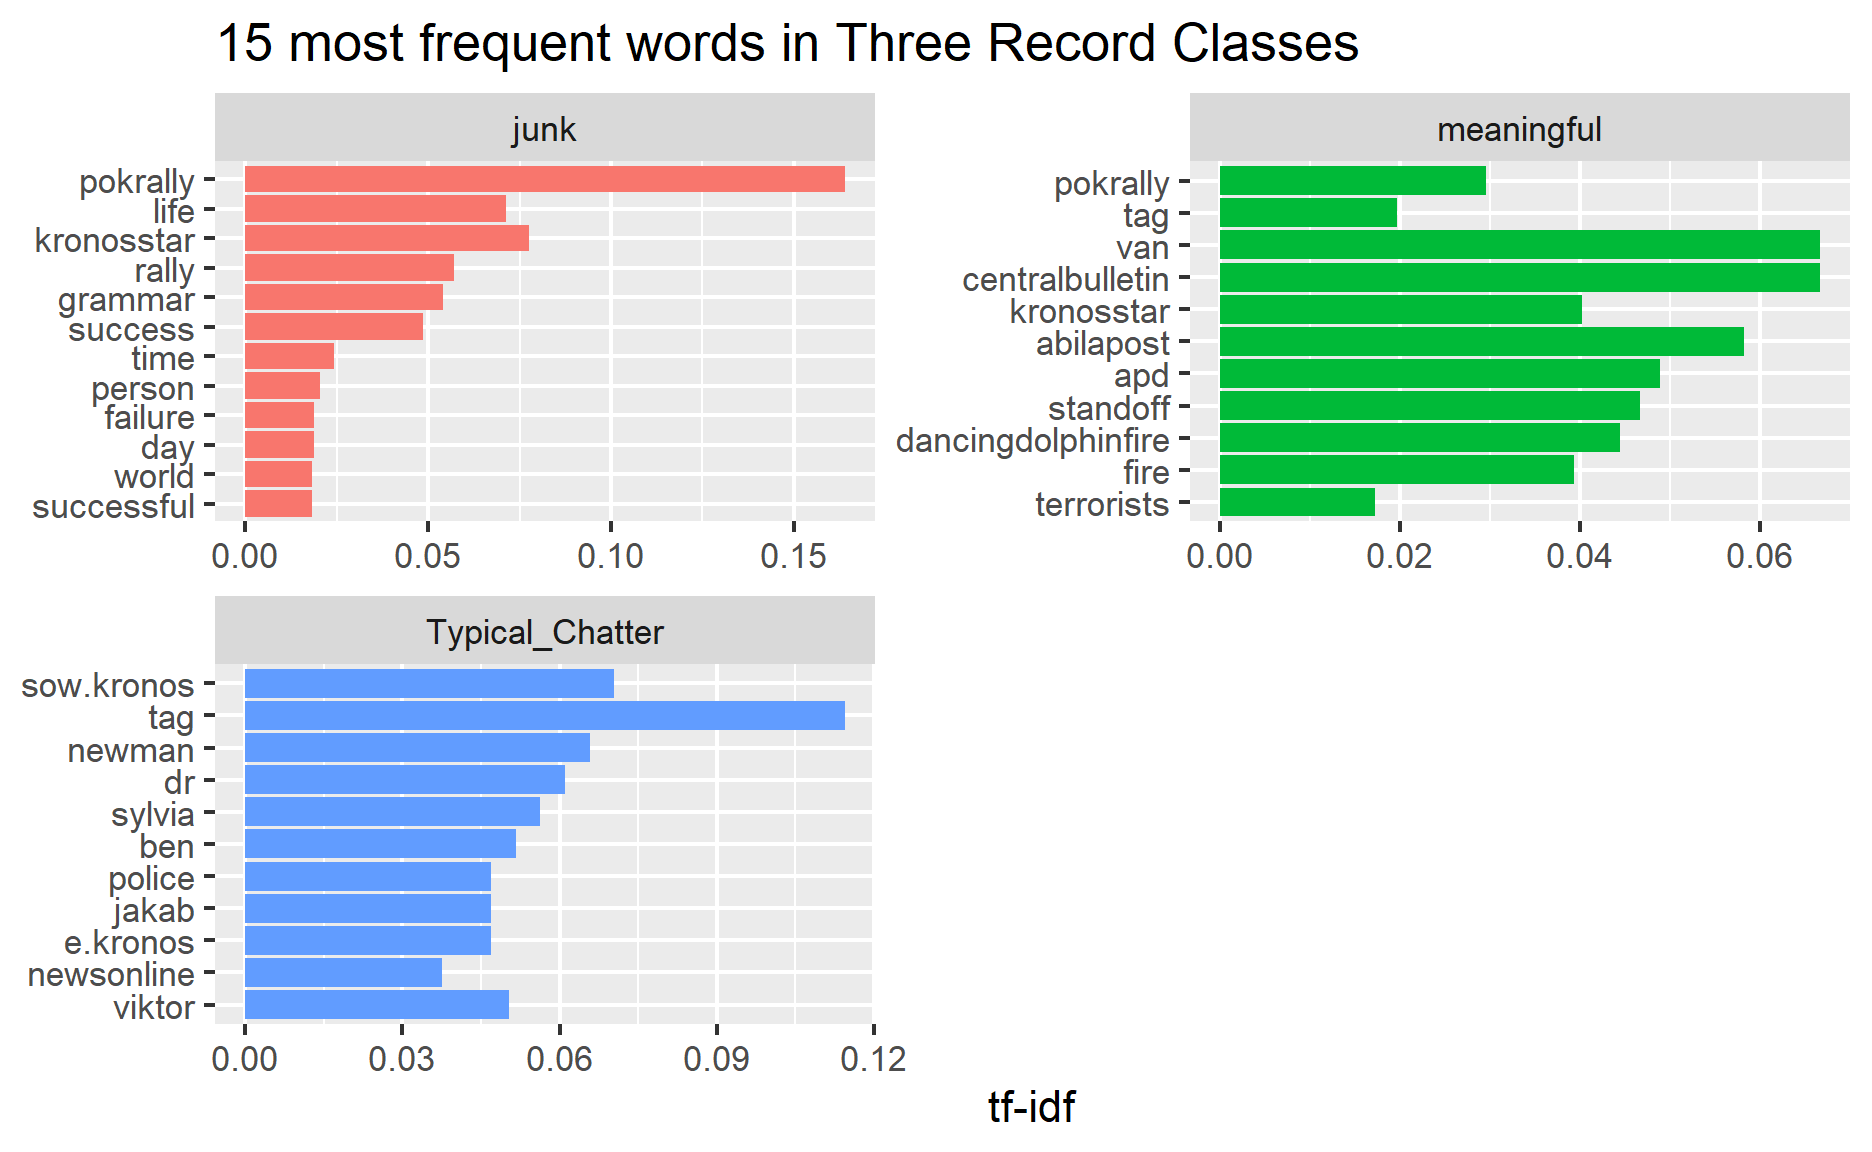 15 most frequent words in Three Record Classes
junk
pokrally
life
kronosstar
rally
grammar
success
time
person
failure
day
world
successful
0.00 0.05 0.10 0.15
meaningful
pokrally
tag
van
centralbulletin
kronosstar
abilapost
apd
standoff
dancingdolphinfire
fire
terrorists
0.00 0.02 0.04 0.06
Typical_Chatter
sow.kronos
tag
newman
dr
sylvia
ben
police
jakab
e.kronos
newsonline
viktor
0.00 0.03 0.06 0.09 0.12
tf-idf